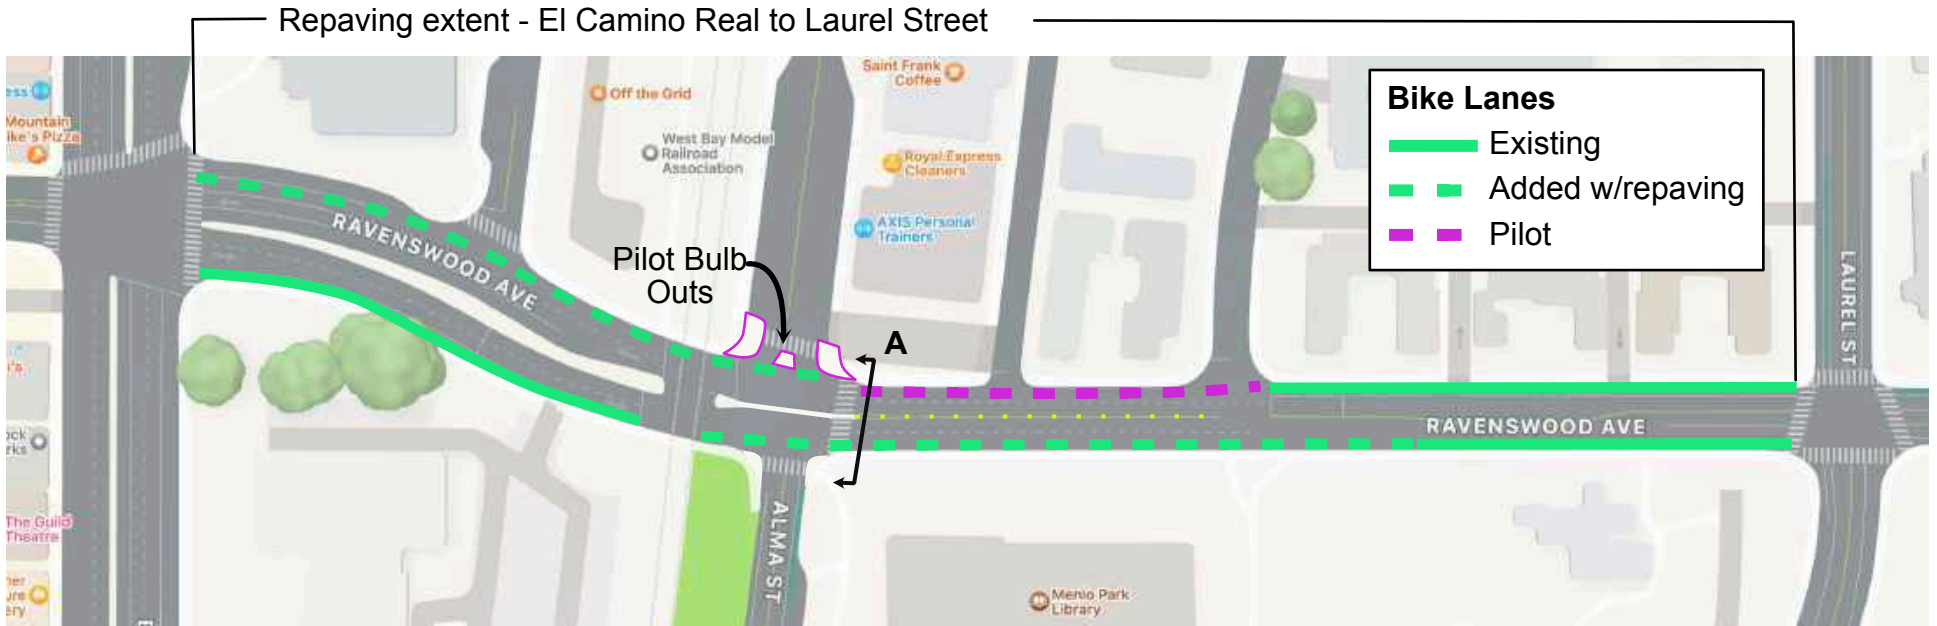 Repaving extent - El Camino Real to Laurel Street
Bike Lanes
Existing
Added w/repaving
Pilot
Saint Frank
Coffee
Off the Grid
Mountain
ike's Pizza
West Bay Model
Railroad
Association
Royal Express
Cleaners
AXIS Personal
Trainers
RAVENSWOOD AVE
Pilot Bulb
Outs
A
LAUREL ST
RAVENSWOOD AVE
ALMA ST
The Guild
Theatre
Menlo Park
Library